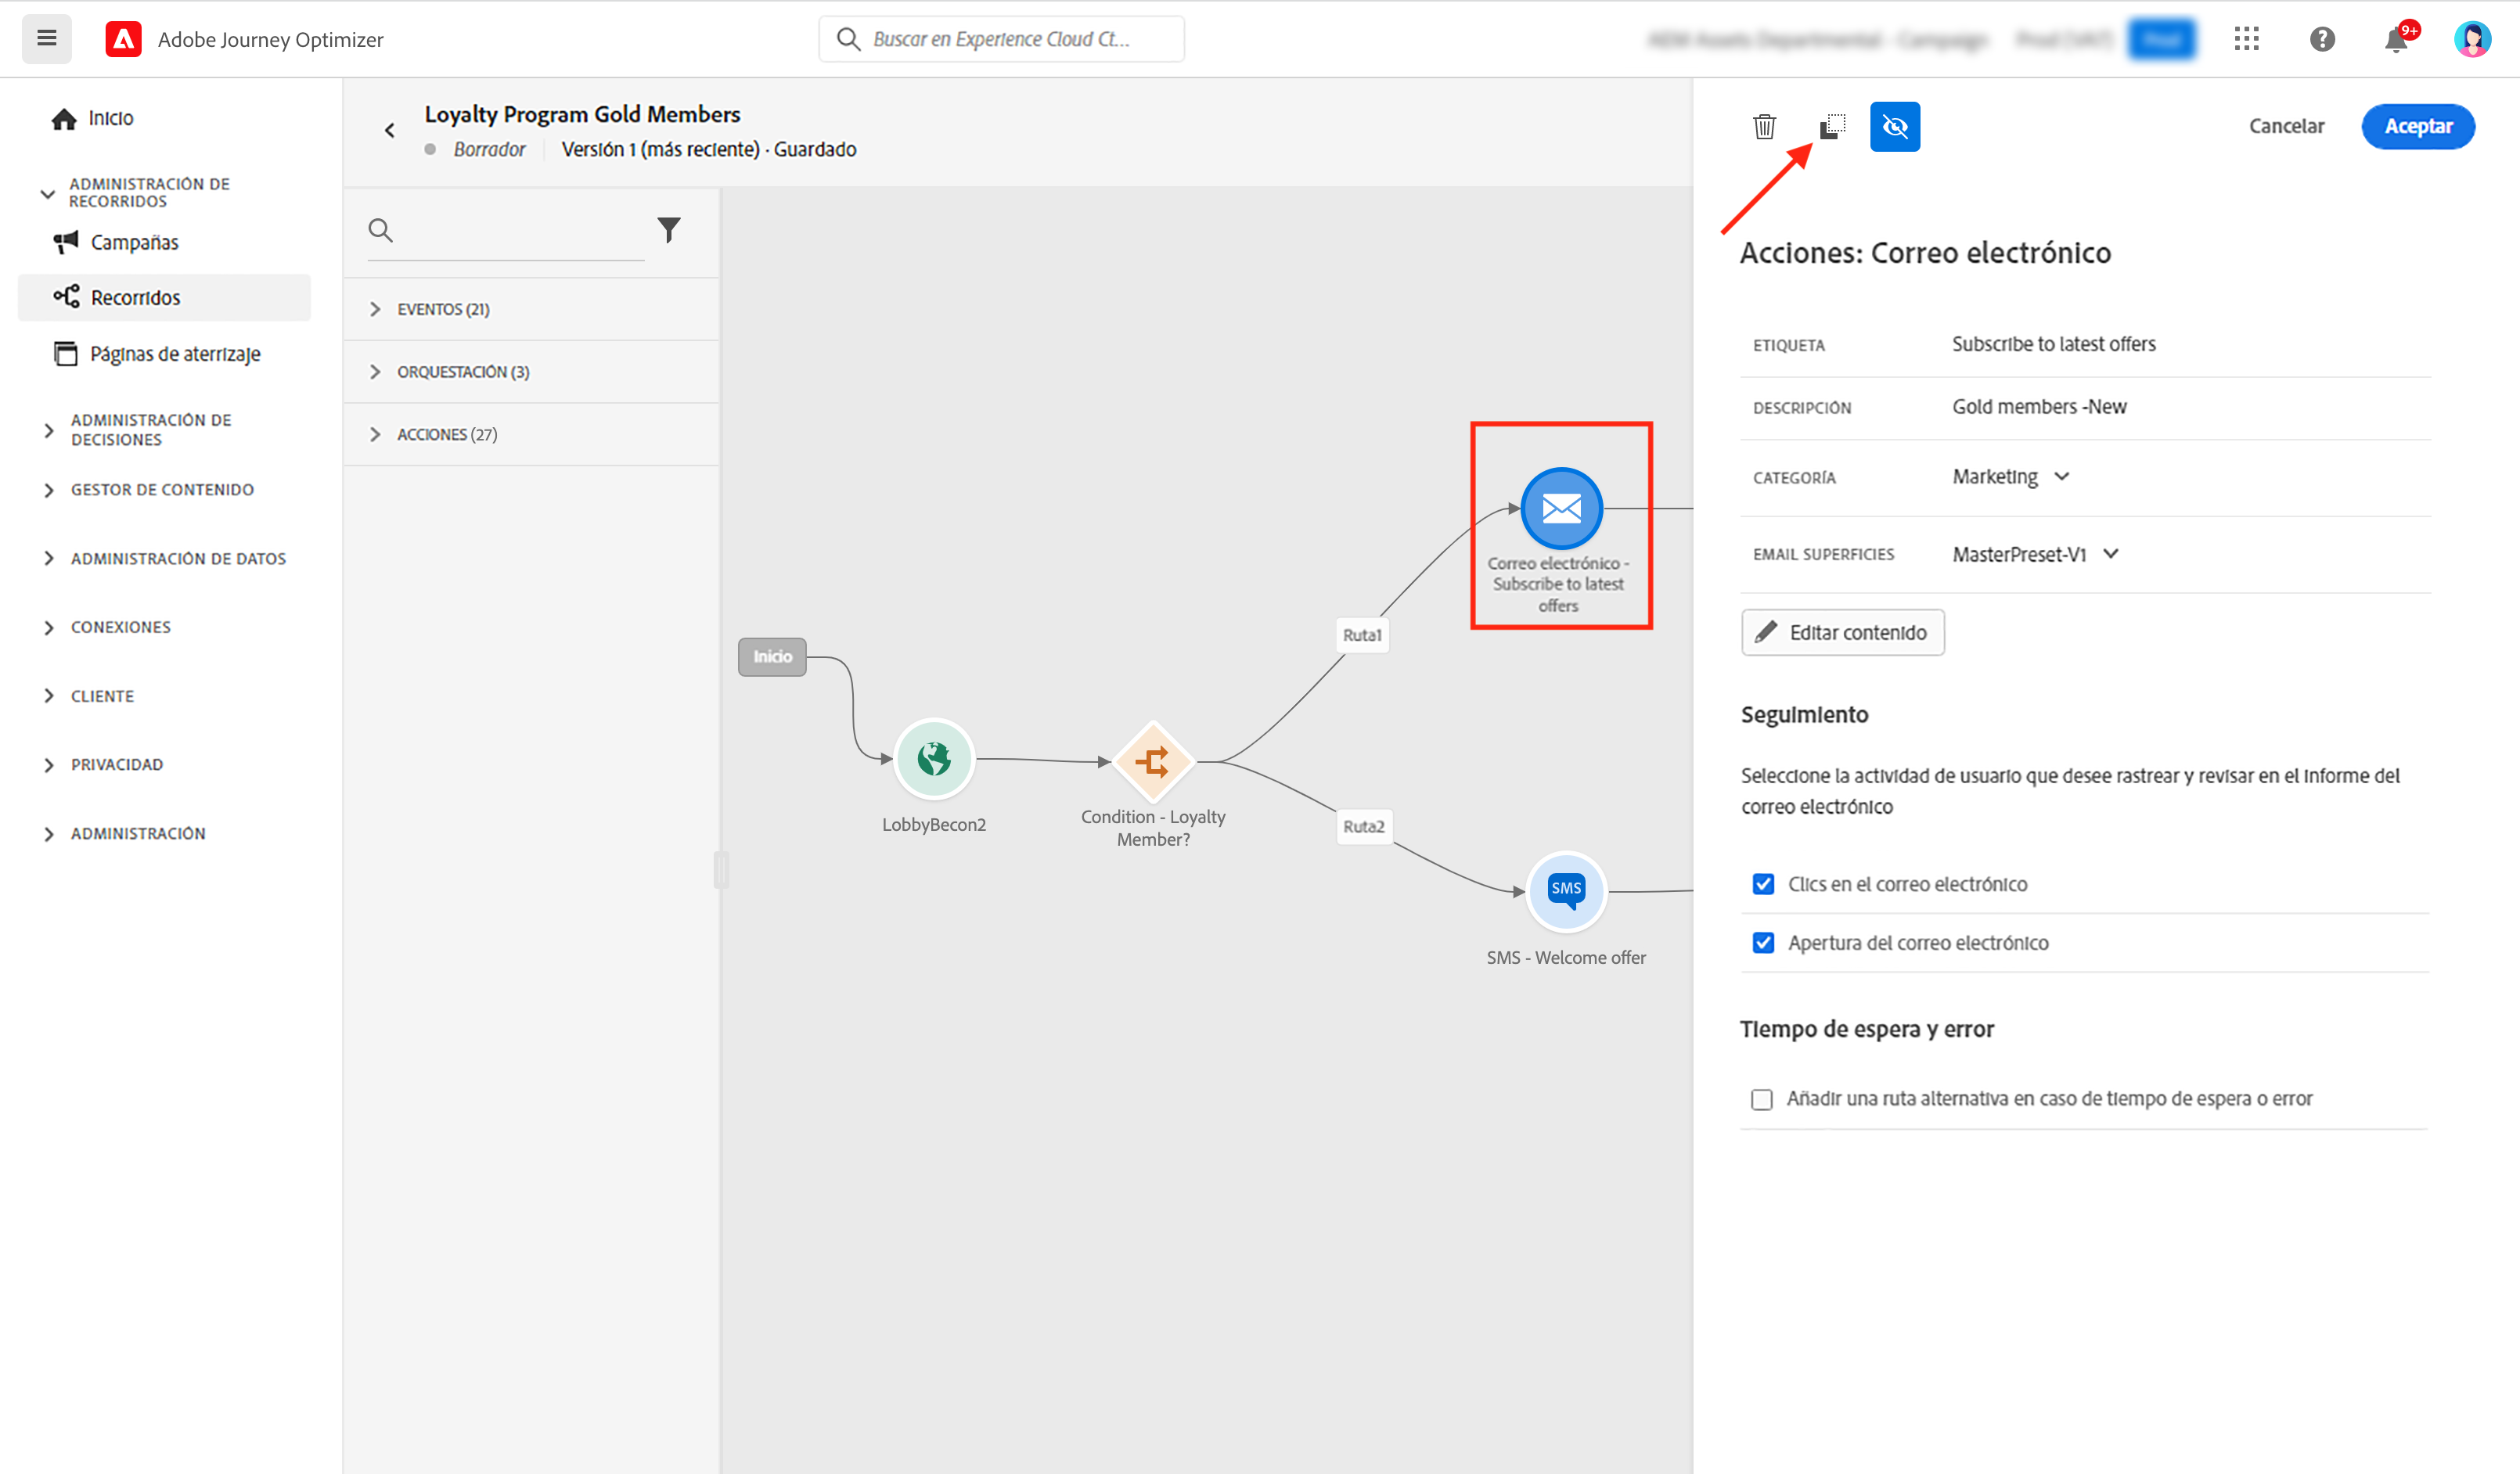 Adobe Journey Optimizer
Buscar en Experience Cloud Ct...
9+
Inicio
ADMINISTRACIÓN DE
RECORRIDOS
Campañas
Recorridos
Páginas de aterrizaje
ADMINISTRACIÓN DE
DECISIONES
GESTOR DE CONTENIDO
ADMINISTRACIÓN DE DATOS
CONEXIONES
CLIENTE
PRIVACIDAD
ADMINISTRACIÓN
Loyalty Program Gold Members
Borrador
Versión 1 (más reciente) · Guardado
EVENTOS (21)
ORQUESTACIÓN (3)
ACCIONES (27)
Inicio
LobbyBecon2
Condition - Loyalty
Member?
Ruta1
Ruta2
Correo electrónico -
Subscribe to latest
offers
SMS
SMS - Welcome offer
Cancelar
Aceptar
Acciones: Correo electrónico
ETIQUETA
Subscribe to latest offers
DESCRIPCIÓN
Gold members -New
CATEGORÍA
Marketing
EMAIL SUPERFICIES
MasterPreset-V1
Editar contenido
Seguimiento
Seleccione la actividad de usuario que desee rastrear y revisar en el informe del
correo electrónico
Clics en el correo electrónico
Apertura del correo electrónico
Tiempo de espera y error
Añadir una ruta alternativa en caso de tiempo de espera o error